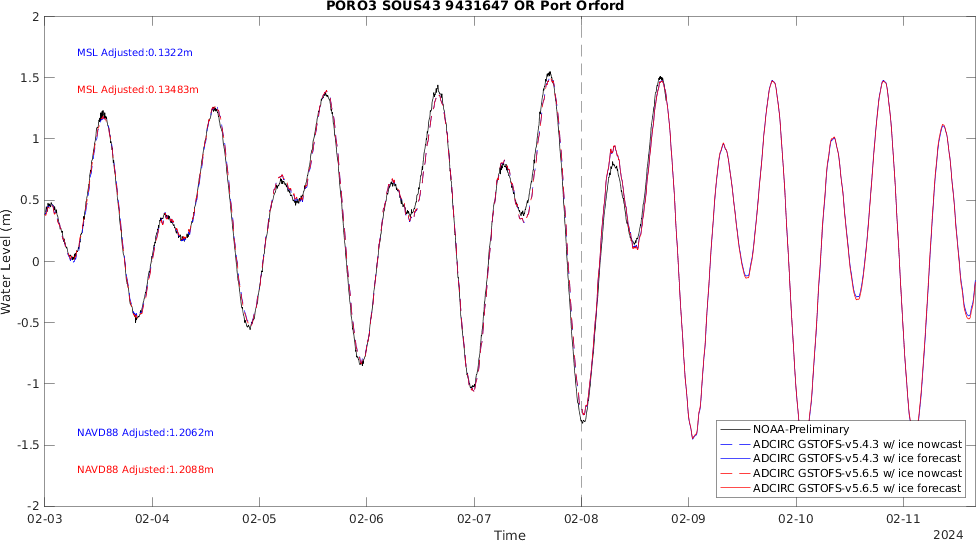 PORO3 SOUS43 9431647 OR Port Orford
2
1.5
1
0.5
0
-0.5
-1
-1.5
-2
Water Level (m)
MSL Adjusted:0.1322m
MSL Adjusted:0.13483m
NAVD88 Adjusted:1.2062m
NAVD88 Adjusted:1.2088m
NOAA-Preliminary
ADCIRC GSTOFS-v5.4.3 w/ ice nowcast
ADCIRC GSTOFS-v5.4.3 w/ ice forecast
ADCIRC GSTOFS-v5.6.5 w/ ice nowcast
ADCIRC GSTOFS-v5.6.5 w/ ice forecast
02-03 02-04 02-05 02-06 02-07 02-08 02-09 02-10 02-11
Time
2024